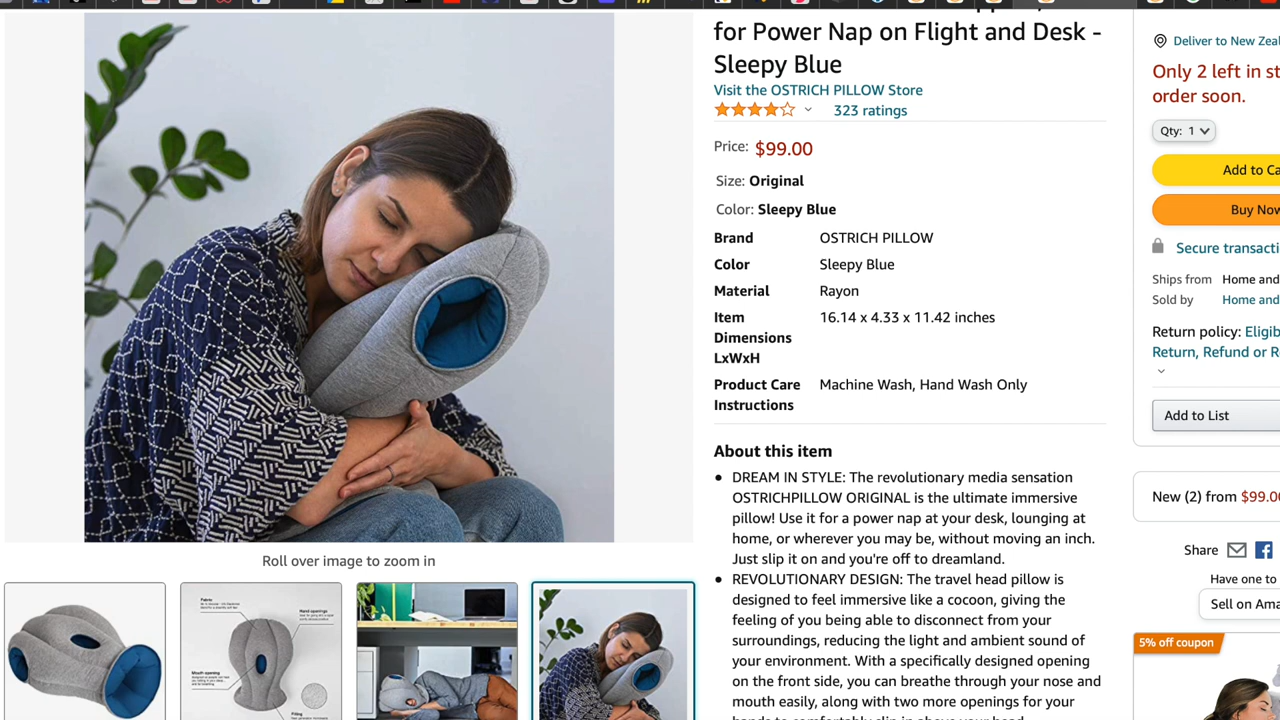 for Power Nap on Flight and Desk -
Sleepy Blue
Visit the OSTRICH PILLOW Store
323 ratings
Price: $99.00
Size: Original
Color: Sleepy Blue
Brand OSTRICH PILLOW
Color Sleepy Blue
Material Rayon
Item Dimensions LxWxH 16.14 x 4.33 x 11.42 inches
Product Care Instructions Machine Wash, Hand Wash Only
About this item
DREAM IN STYLE: The revolutionary media sensation
OSTRICHPILLOW ORIGINAL is the ultimate immersive
pillow! Use it for a power nap at your desk, lounging at
home, or wherever you may be, without moving an inch.
Just slip it on and you're off to dreamland.
REVOLUTIONARY DESIGN: The travel head pillow is
designed to feel immersive like a cocoon, giving the
feeling of you being able to disconnect from your
surroundings, reducing the light and ambient sound of
your environment. With a specifically designed opening
on the front side, you can breathe through your nose and
mouth easily, along with two more openings for your
Roll over image to zoom in
Fabric
Hand openings
Mouth opening
Filling
Deliver to New Zeal
Only 2 left in st
order soon.
Qty: 1
Add to Ca
Buy Now
Secure transacti
Ships from Home and
Sold by Home and
Return policy: Eligib
Return, Refund or R
Add to List
New (2) from $99.00
Share
Have one to
Sell on Ama
5% off coupon